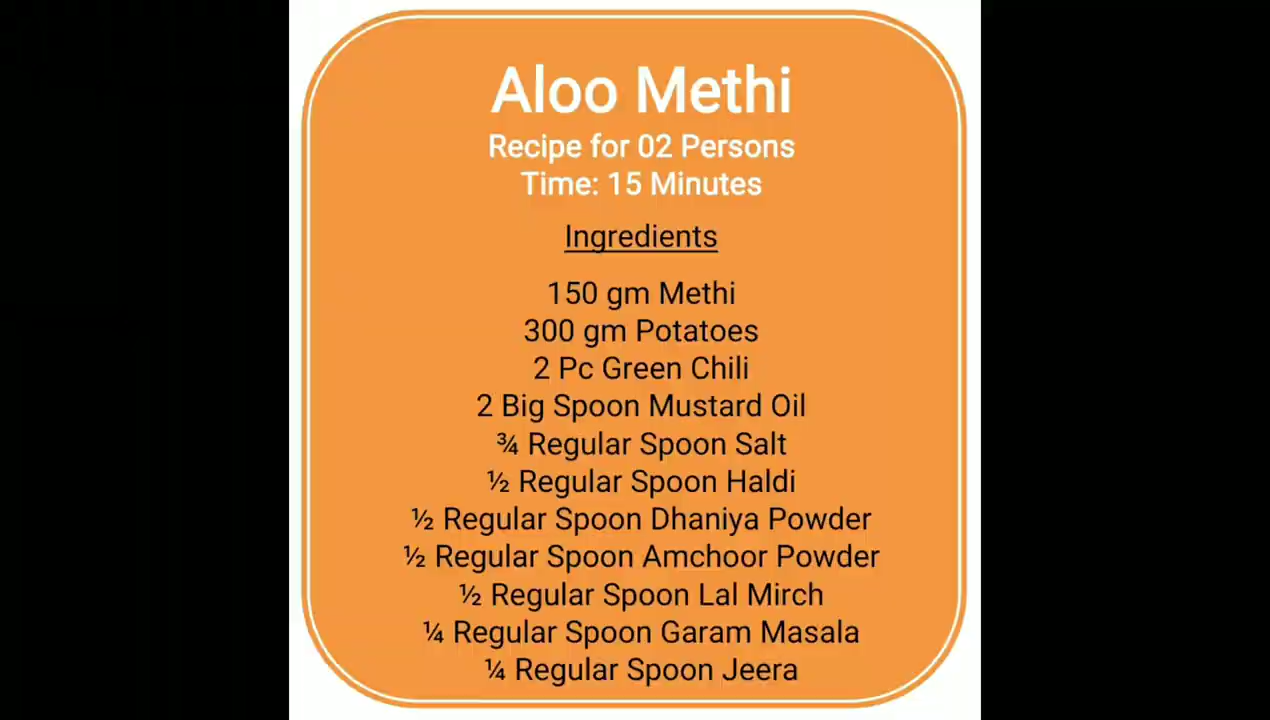 Aloo Methi
Recipe for 02 Persons
Time: 15 Minutes
Ingredients
150 gm Methi
300 gm Potatoes
2 Pc Green Chili
2 Big Spoon Mustard Oil
¾ Regular Spoon Salt
½ Regular Spoon Haldi
½ Regular Spoon Dhaniya Powder
½ Regular Spoon Amchoor Powder
½ Regular Spoon Lal Mirch
¼ Regular Spoon Garam Masala
¼ Regular Spoon Jeera